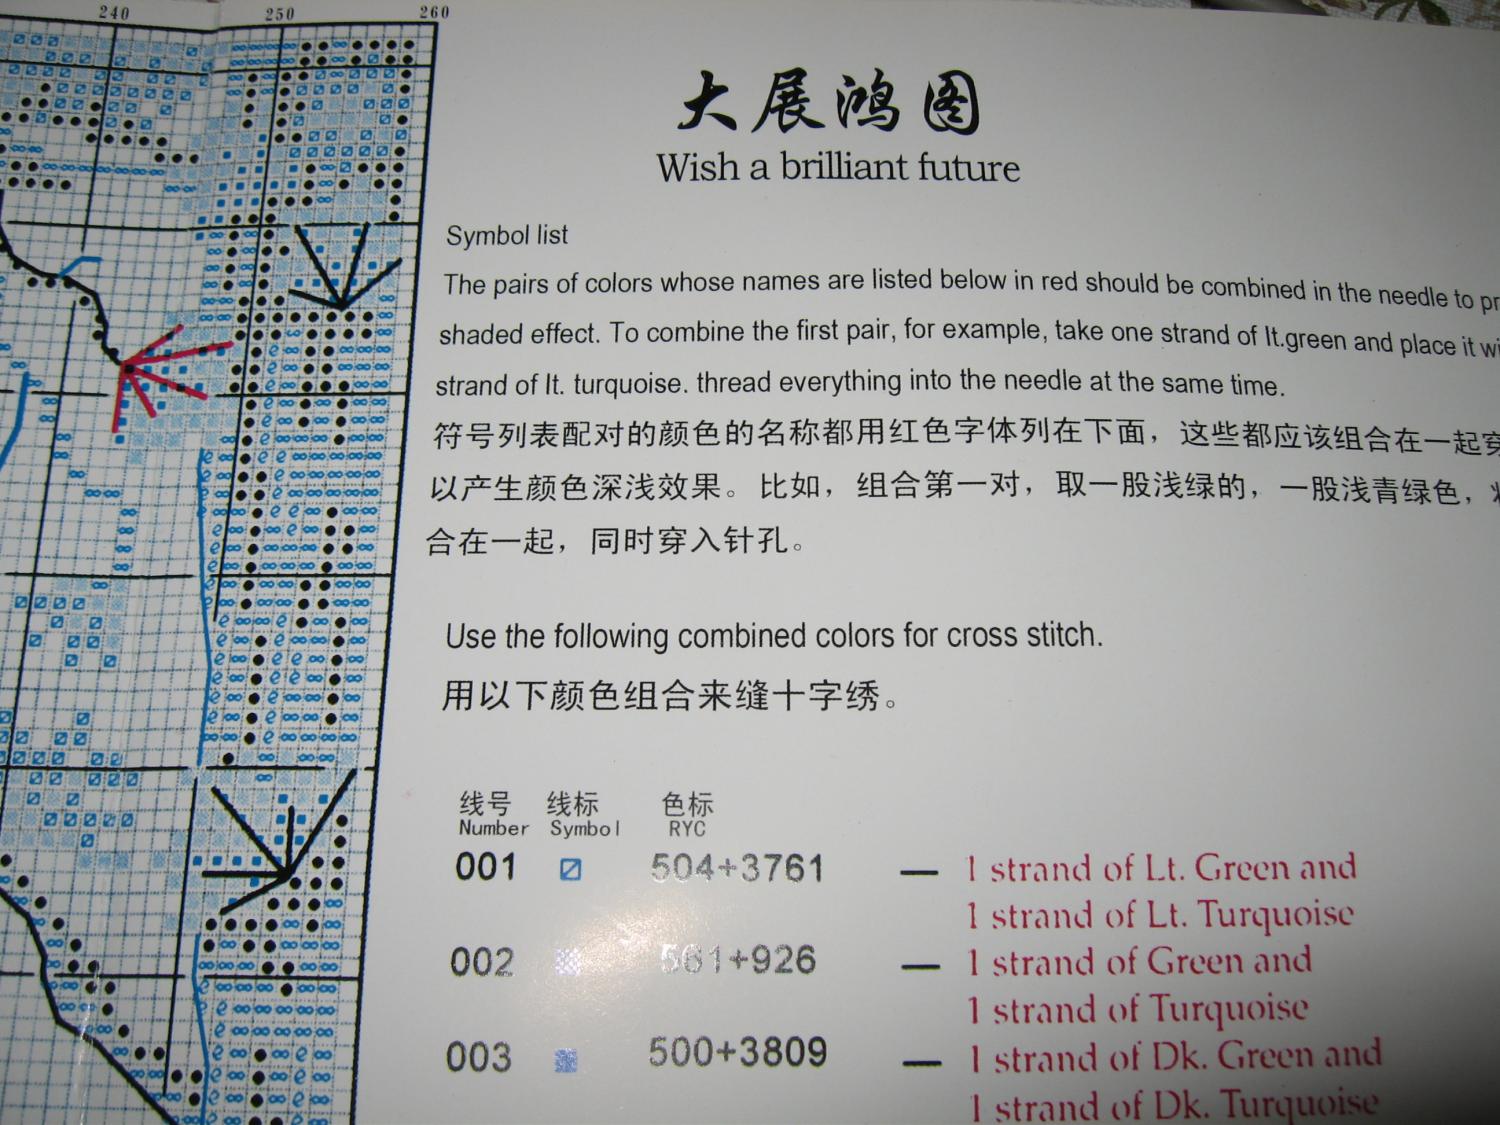 240 250 260
大展鸿图
Wish a brilliant future
Symbol list
The pairs of colors whose names are listed below in red should be combined in the needle to
shaded effect. To combine the first pair, for example, take one strand of lt.green and place it
strand of lt. turquoise. thread everything into the needle at the same time.
符号列表配对的颜色的名称都用红色字体列在下面，这些都应该组合在一起穿
以产生颜色深浅效果。比如，组合第一对，取一股浅绿的，一股浅青绿色，
合在一起，同时穿入针孔。
Use the following combined colors for cross stitch.
用以下颜色组合来缝十字绣。
线号 线标 色标
Number Symbol RYC
001 504+3761 — 1 strand of Lt. Green and
1 strand of Lt. Turquoise
002 561+926 — 1 strand of Green and
1 strand of Turquoise
003 500+3809 — 1 strand of Dk. Green and
1 strand of Dk. Turquoise